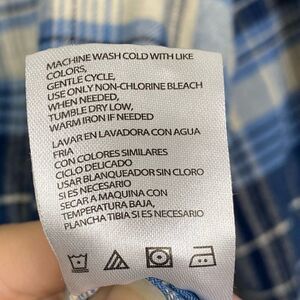 MACHINE WASH COLD WITH LIKE
COLORS,
GENTLE CYCLE,
USE ONLY NON-CHLORINE BLEACH
WHEN NEEDED,
TUMBLE DRY LOW,
WARM IRON IF NEEDED
LAVAR EN LAVADORA CON AGUA
FRIA
CON COLORES SIMILARES
CICLO DELICADO
USAR BLANQUEADOR SIN CLORO
SI ES NECESARIO
SECAR A MAQUINA CON
TEMPERATURA BAJA,
PLANCHA TIBIA SI ES NECESARIO